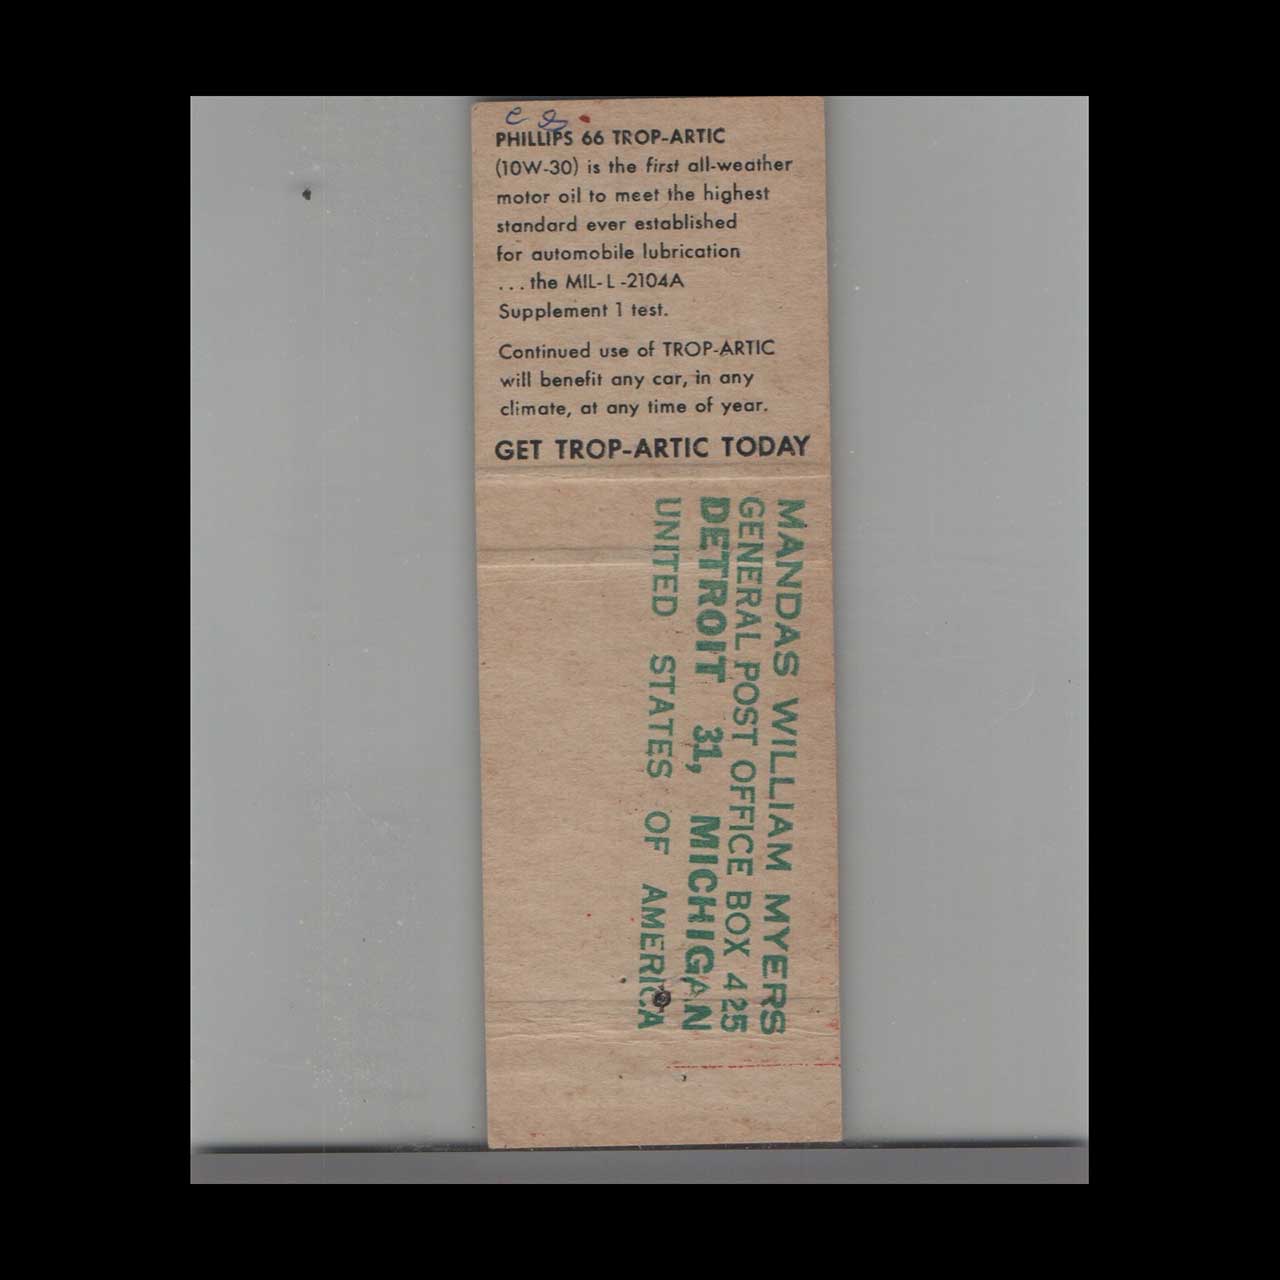 PHILLIPS 66 TROP-ARTIC
(10W-30) is the first all-weather
motor oil to meet the highest
standard ever established
for automobile lubrication
...the MIL-L-2104A
Supplement 1 test.
Continued use of TROP-ARTIC
will benefit any car, in any
climate, at any time of year.
GET TROP-ARTIC TODAY
MANDAS WILLIAM MYERS
GENERAL POST OFFICE BOX 425
DETROIT 31, MICHIGAN
UNITED STATES OF AMERICA